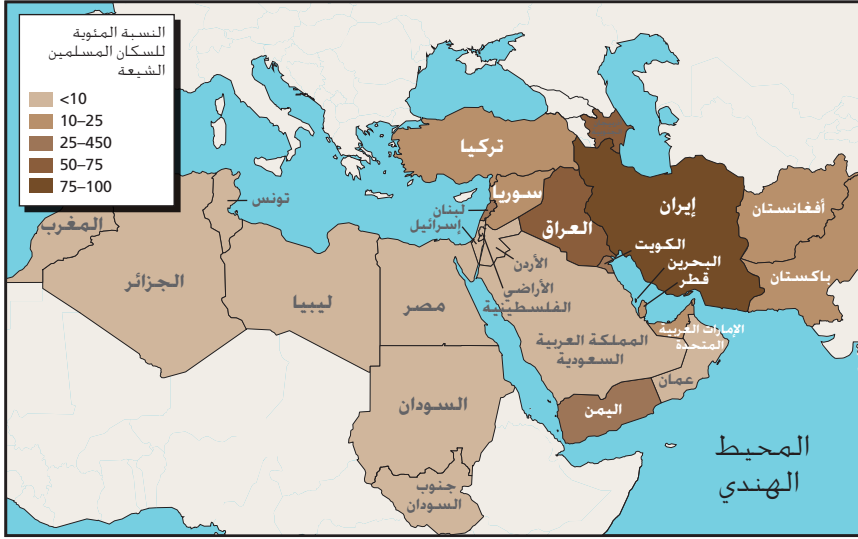 النسبة المئوية
للسكان المسلمين
الشيعة
<10
10–25
25–450
50–75
75–100
تركيا
تونس
المغرب
سوريا
لبنان
إسرائيل
العراق
إيران
أفغانستان
باكستان
الكويت
البحرين
قطر
الأردن
الأراضي
الفلسطينية
الجزائر
ليبيا
مصر
المملكة العربية
السعودية
الإمارات العربية
المتحدة
عمان
اليمن
السودان
جنوب
السودان
المحيط
الهندي